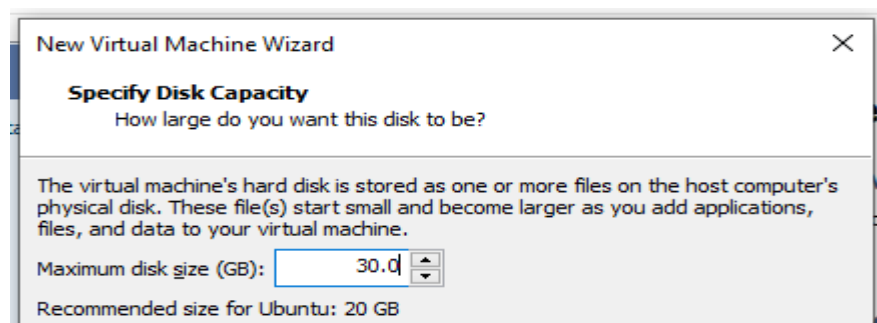 New Virtual Machine Wizard
Specify Disk Capacity
How large do you want this disk to be?
The virtual machine's hard disk is stored as one or more files on the host computer's
physical disk. These file(s) start small and become larger as you add applications,
files, and data to your virtual machine.
Maximum disk size (GB): 30.0
Recommended size for Ubuntu: 20 GB